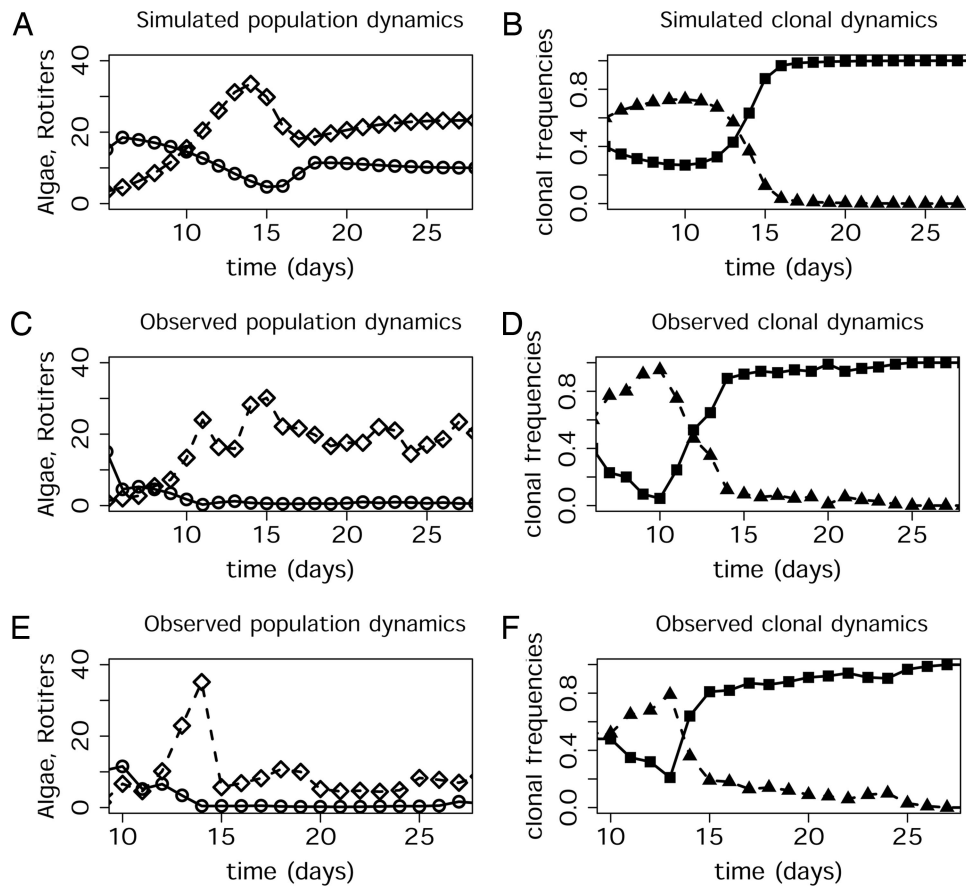 A Simulated population dynamics
Algae, Rotifers
0 20 40
10 15 20 25
time (days)
B Simulated clonal dynamics
clonal frequencies
0.0 0.4 0.8
10 15 20 25
time (days)
C Observed population dynamics
Algae, Rotifers
0 20 40
10 15 20 25
time (days)
D Observed clonal dynamics
clonal frequencies
0.0 0.4 0.8
10 15 20 25
time (days)
E Observed population dynamics
Algae, Rotifers
0 20 40
10 15 20 25
time (days)
F Observed clonal dynamics
clonal frequencies
0.0 0.4 0.8
10 15 20 25
time (days)